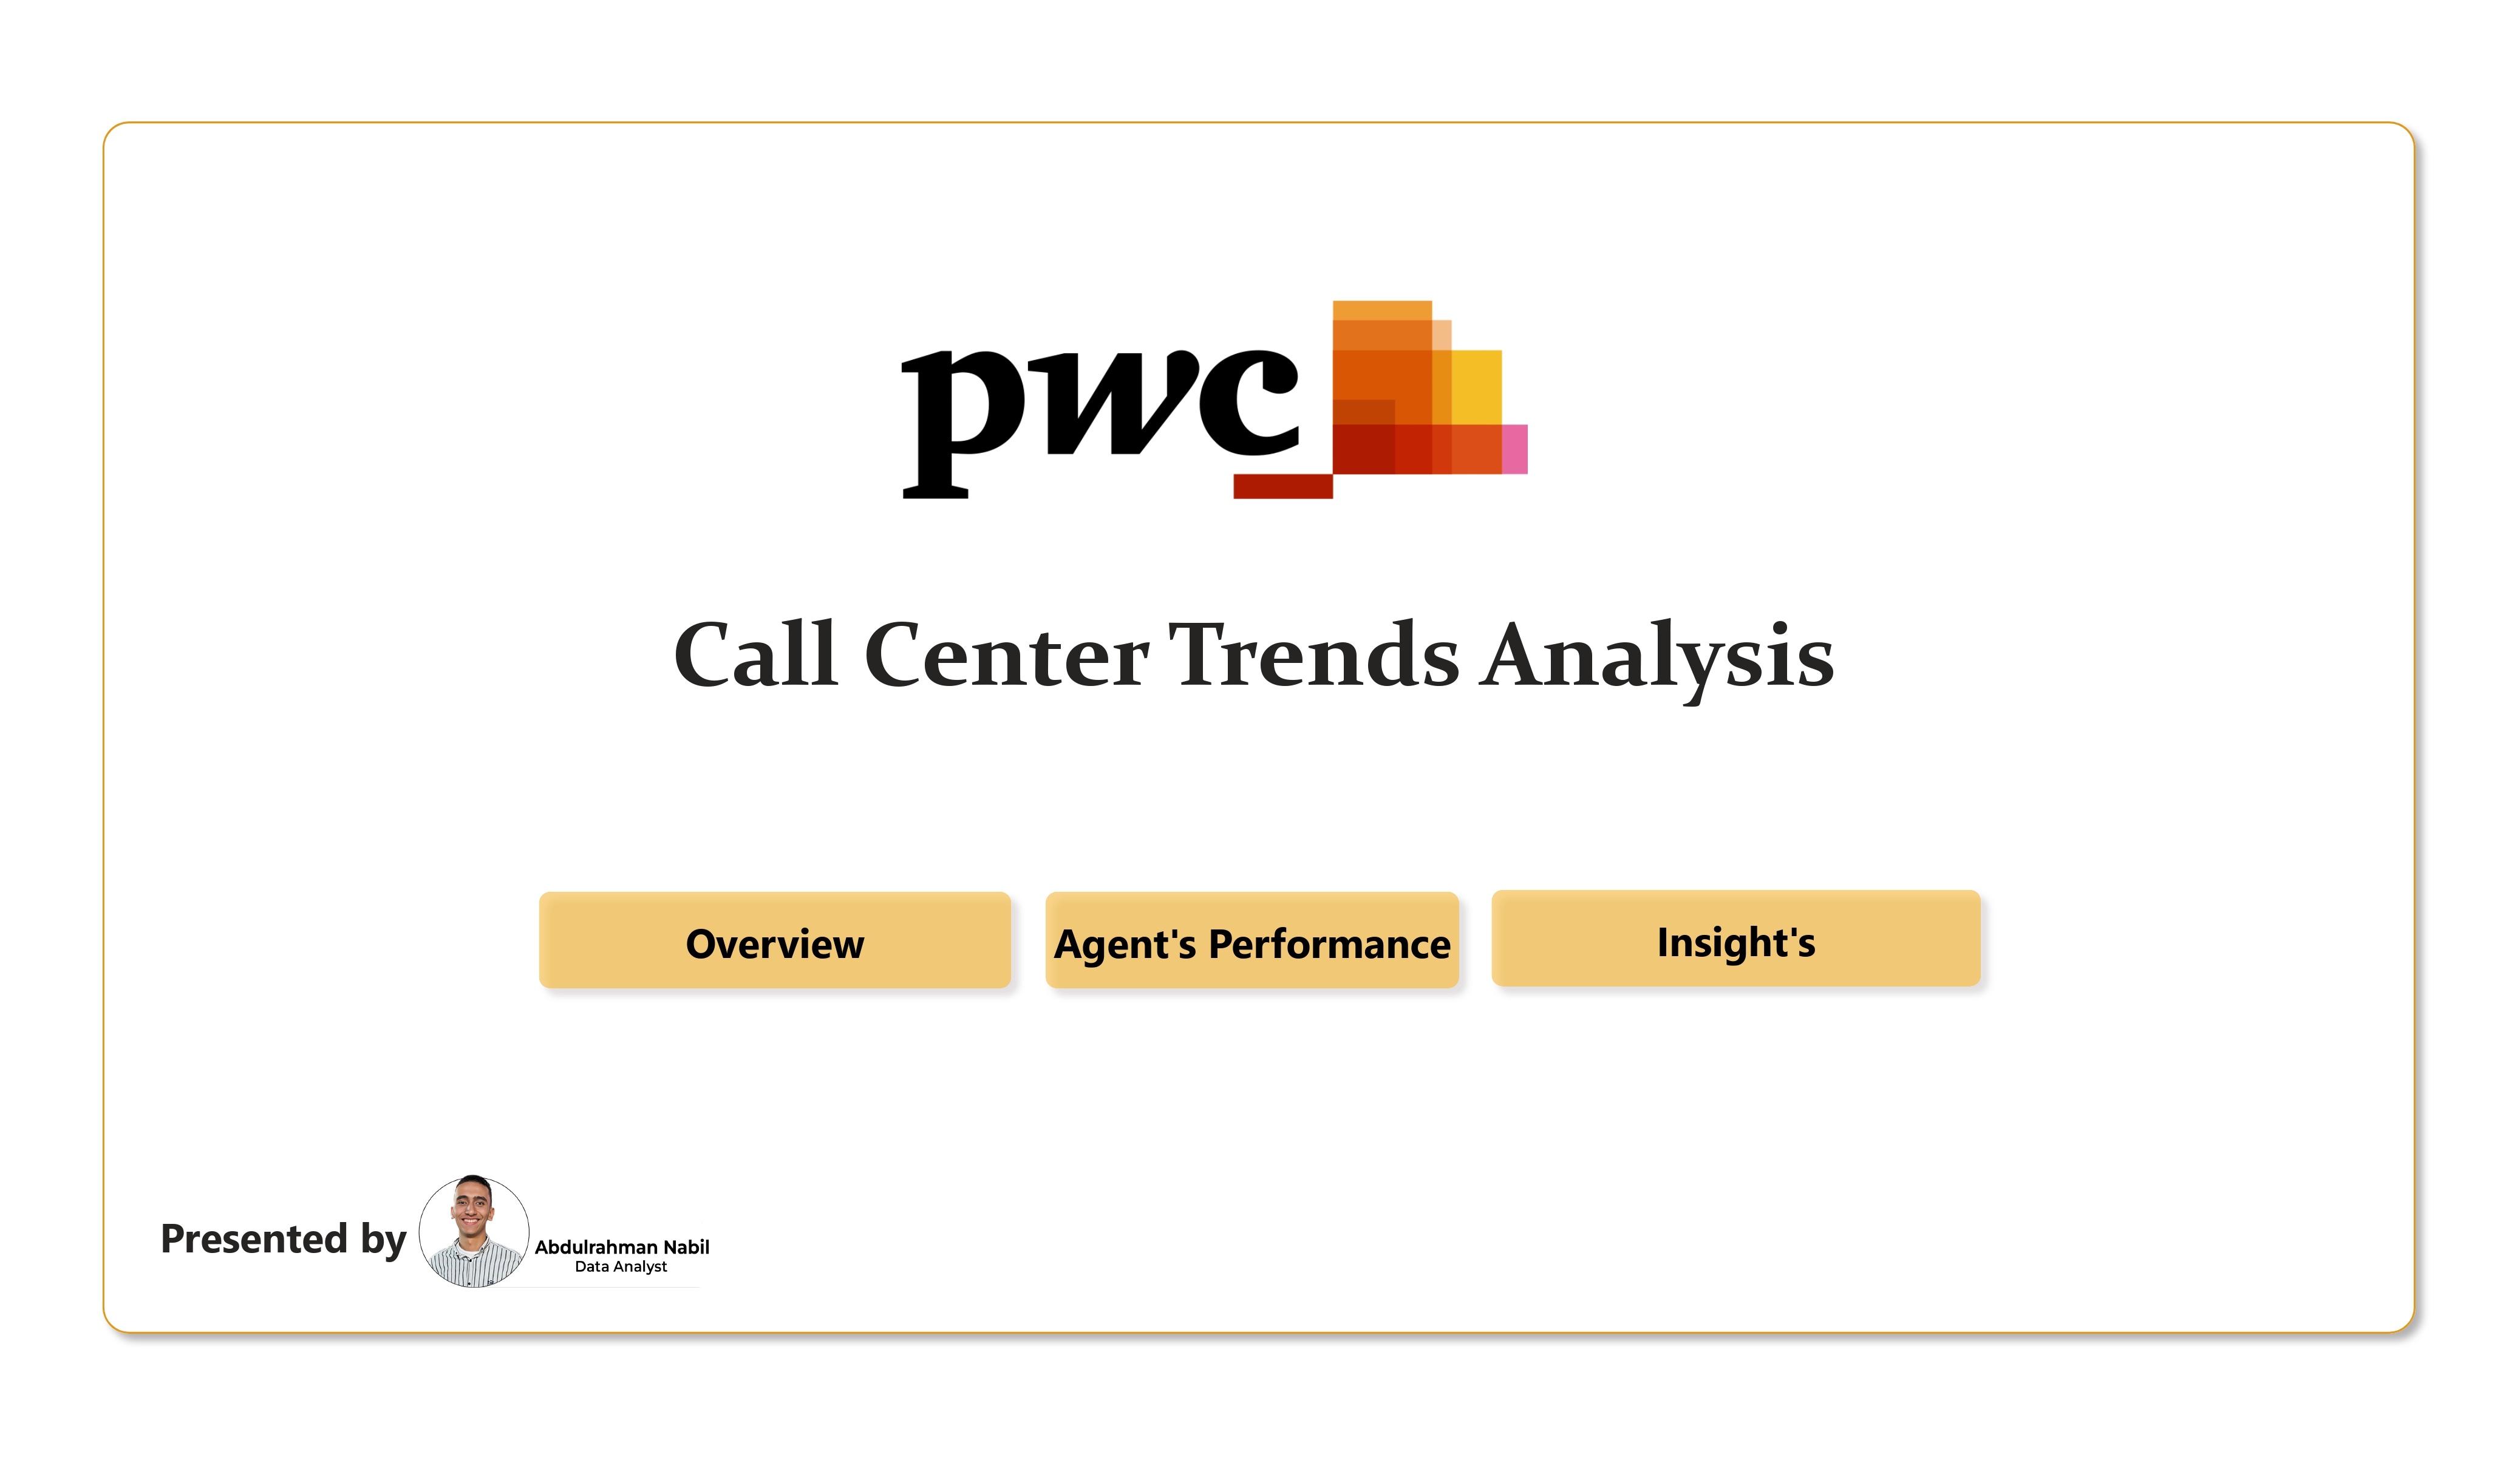 pwc
Call Center Trends Analysis
Overview
Agent's Performance
Insight's
Presented by
Abdulrahman Nabil
Data Analyst